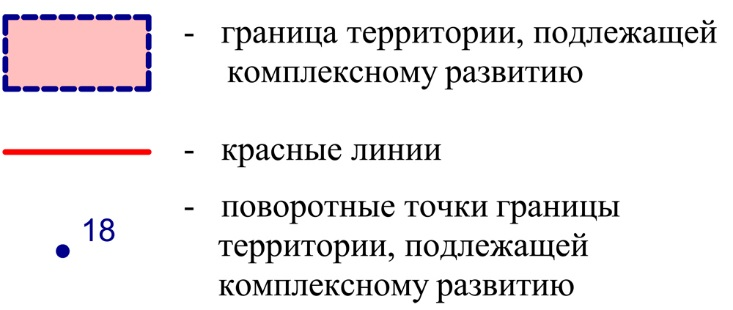 - граница территории, подлежащей
комплексному развитию
- красные линии
18
- поворотные точки границы
территории, подлежащей
комплексному развитию